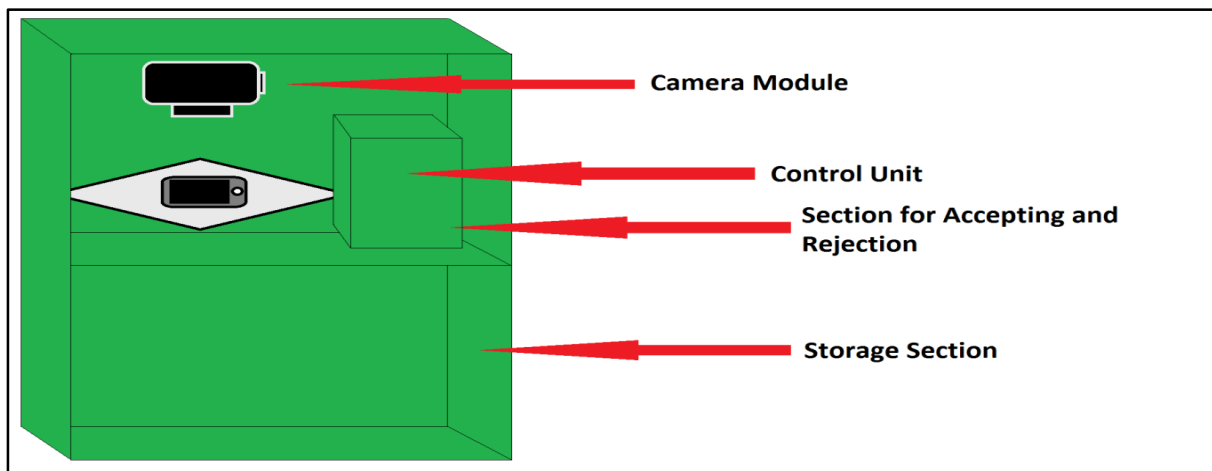 Camera Module
Control Unit
Section for Accepting and
Rejection
Storage Section